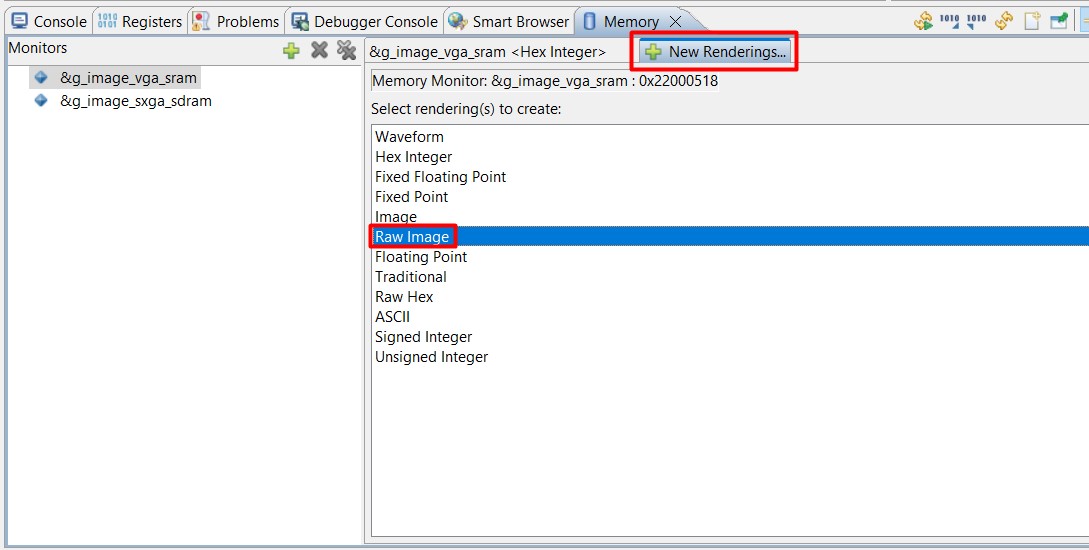 Console Registers Problems Debugger Console Smart Browser Memory
Monitors
&g_image_vga_sram
&g_image_sxga_sdram
&g_image_vga_sram <Hex Integer> New Renderings...
Memory Monitor: &g_image_vga_sram : 0x22000518
Select rendering(s) to create:
Waveform
Hex Integer
Fixed Floating Point
Fixed Point
Image
Raw Image
Floating Point
Traditional
Raw Hex
ASCII
Signed Integer
Unsigned Integer